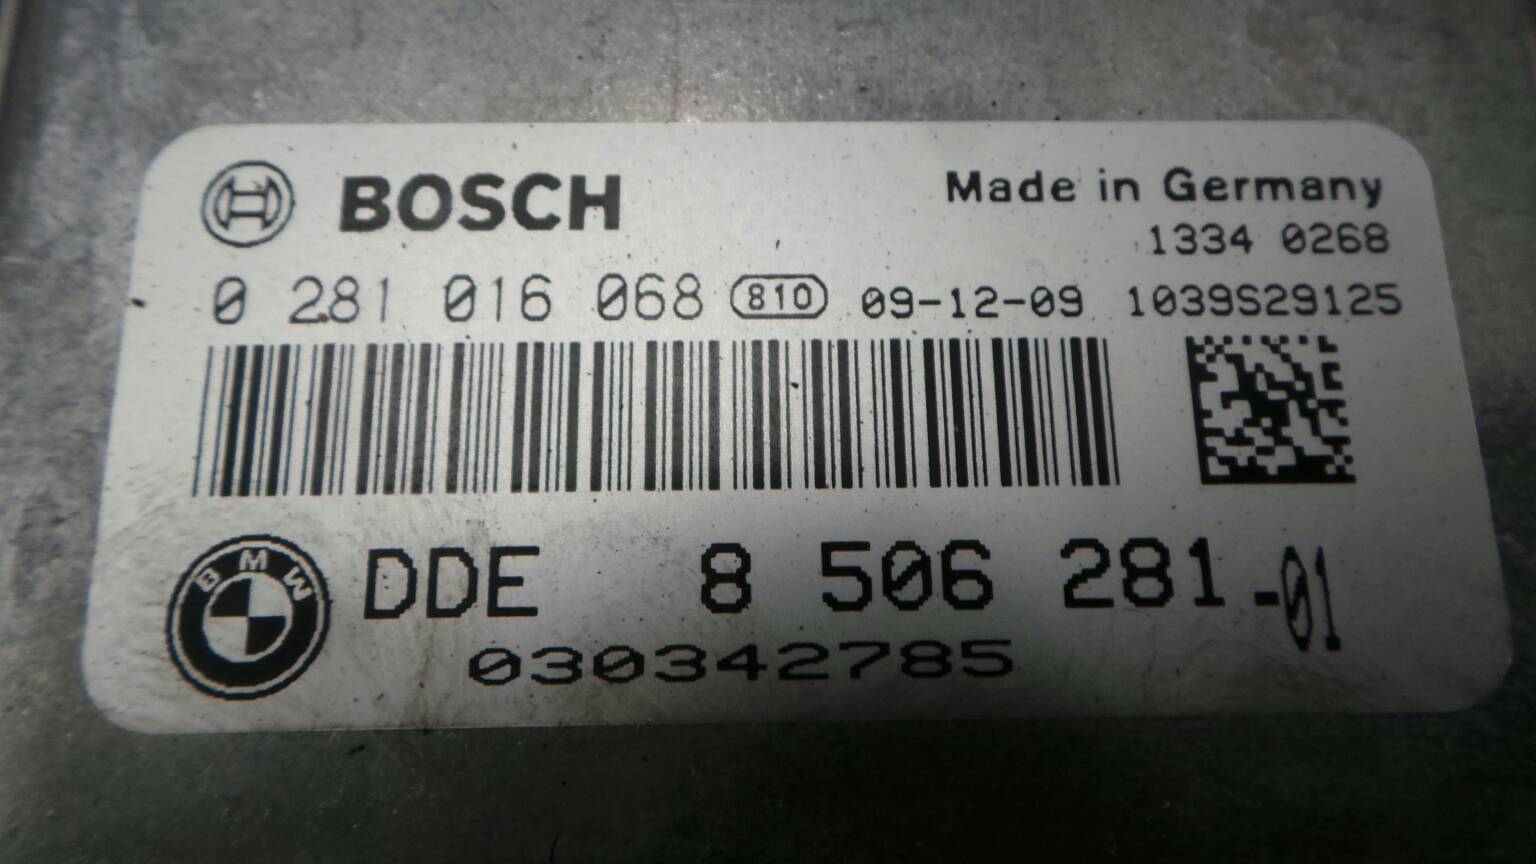 BOSCH
Made in Germany
1334 0268
0 281 016 068 810 09-12-09 1039S29125
BMW
DDE 8 506 281-01
030342785